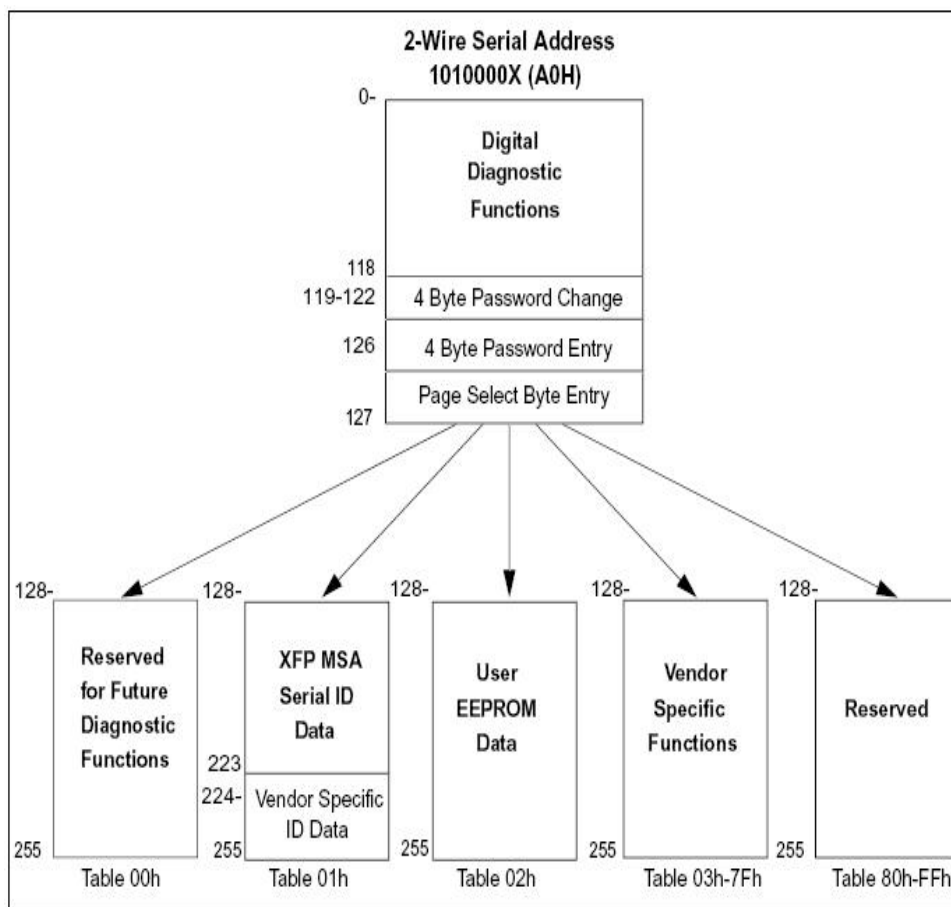 2-Wire Serial Address
1010000X (A0H)
0-
Digital
Diagnostic
Functions
118
119-122
4 Byte Password Change
126
4 Byte Password Entry
Page Select Byte Entry
127
128-
128-
128-
128-
128-
Reserved
for Future
Diagnostic
Functions
XFP MSA
Serial ID
Data
User
EEPROM
Data
Vendor
Specific
Functions
Reserved
223
224-
Vendor Specific
ID Data
255
255
255
255
255
Table 00h
Table 01h
Table 02h
Table 03h-7Fh
Table 80h-FFh